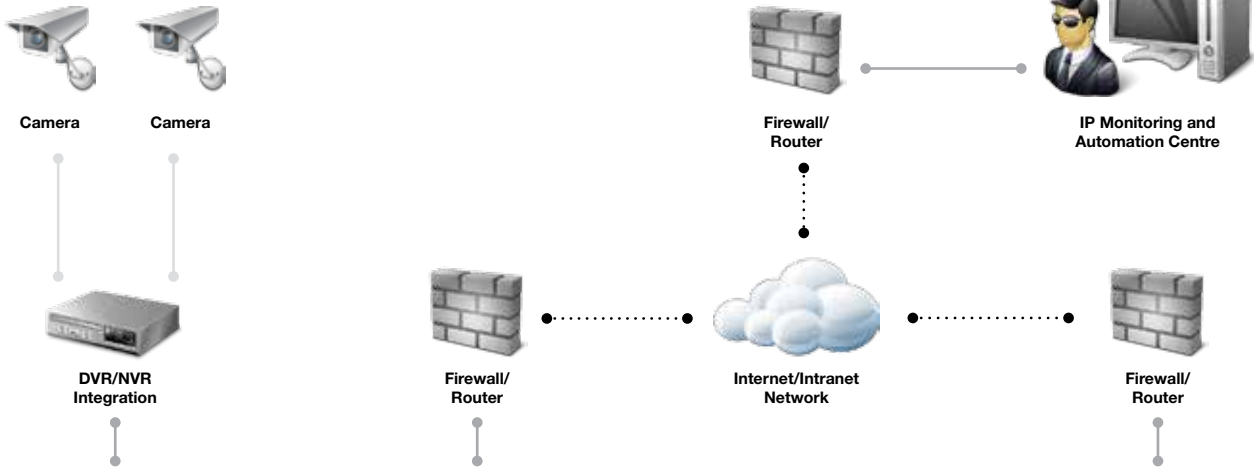 Camera
Camera
Firewall/
Router
IP Monitoring and
Automation Centre
DVR/NVR
Integration
Firewall/
Router
Internet/Intranet
Network
Firewall/
Router